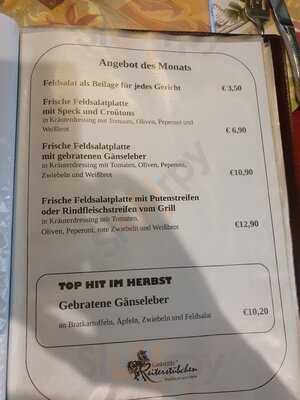 Angebot des Monats
Feldsalat als Beilage für jedes Gericht € 3,50
Frische Feldsalatplatte
mit Speck und Croûtons
in Kräuterdressing mit Tomaten, Oliven, Peperoni und
Weißbrot € 6,90
Frische Feldsalatplatte
mit gebratenen Gänseleber
in Kräuterdressing mit Tomaten, Oliven, Peperoni,
Zwiebeln und Weißbrot €10,90
Frische Feldsalatplatte mit Putenstreifen
oder Rindfleischstreifen vom Grill
in Kräuterdressing mit Tomaten,
Oliven, Peperoni, rote Zwiebeln und Weißbrot €12,90
TOP HIT IM HERBST
Gebratene Gänseleber
an Bratkartoffeln, Äpfeln, Zwiebeln und Feldsalat €10,20
Reiterstübchen